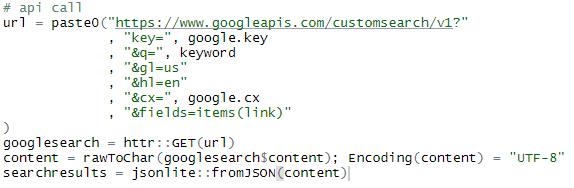 # api call
url = paste0("https://www.googleapis.com/customsearch/v1?"
, "key=", google.key
, "&q=", keyword
, "&gl=us"
, "&hl=en"
, "&cx=", google.cx
, "&fields=items(link)"
)
googlesearch = httr::GET(url)
content = rawToChar(googlesearch$content); Encoding(content) = "UTF-8"
searchresults = jsonlite::fromJSON(content)